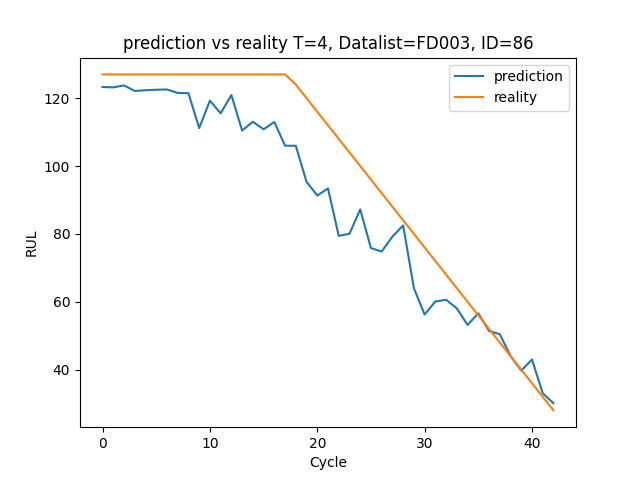 prediction vs reality T=4, Datalist=FD003, ID=86
prediction
reality
120
100
80
60
40
RUL
0 10 20 30 40
Cycle